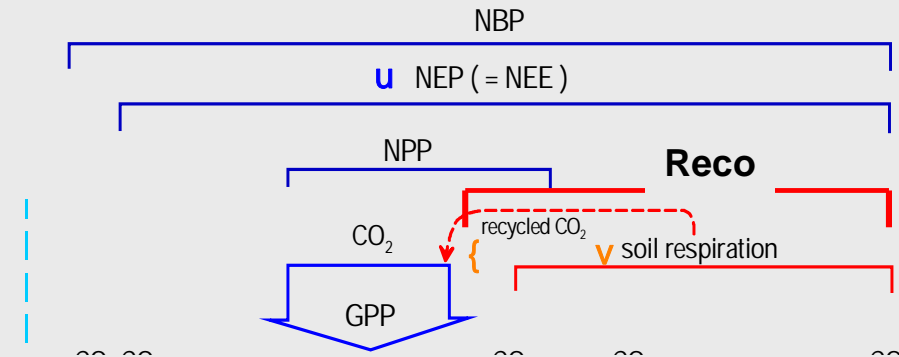 NBP
u NEP ( = NEE )
NPP
Reco
recycled CO₂
CO₂
{
v soil respiration
GPP